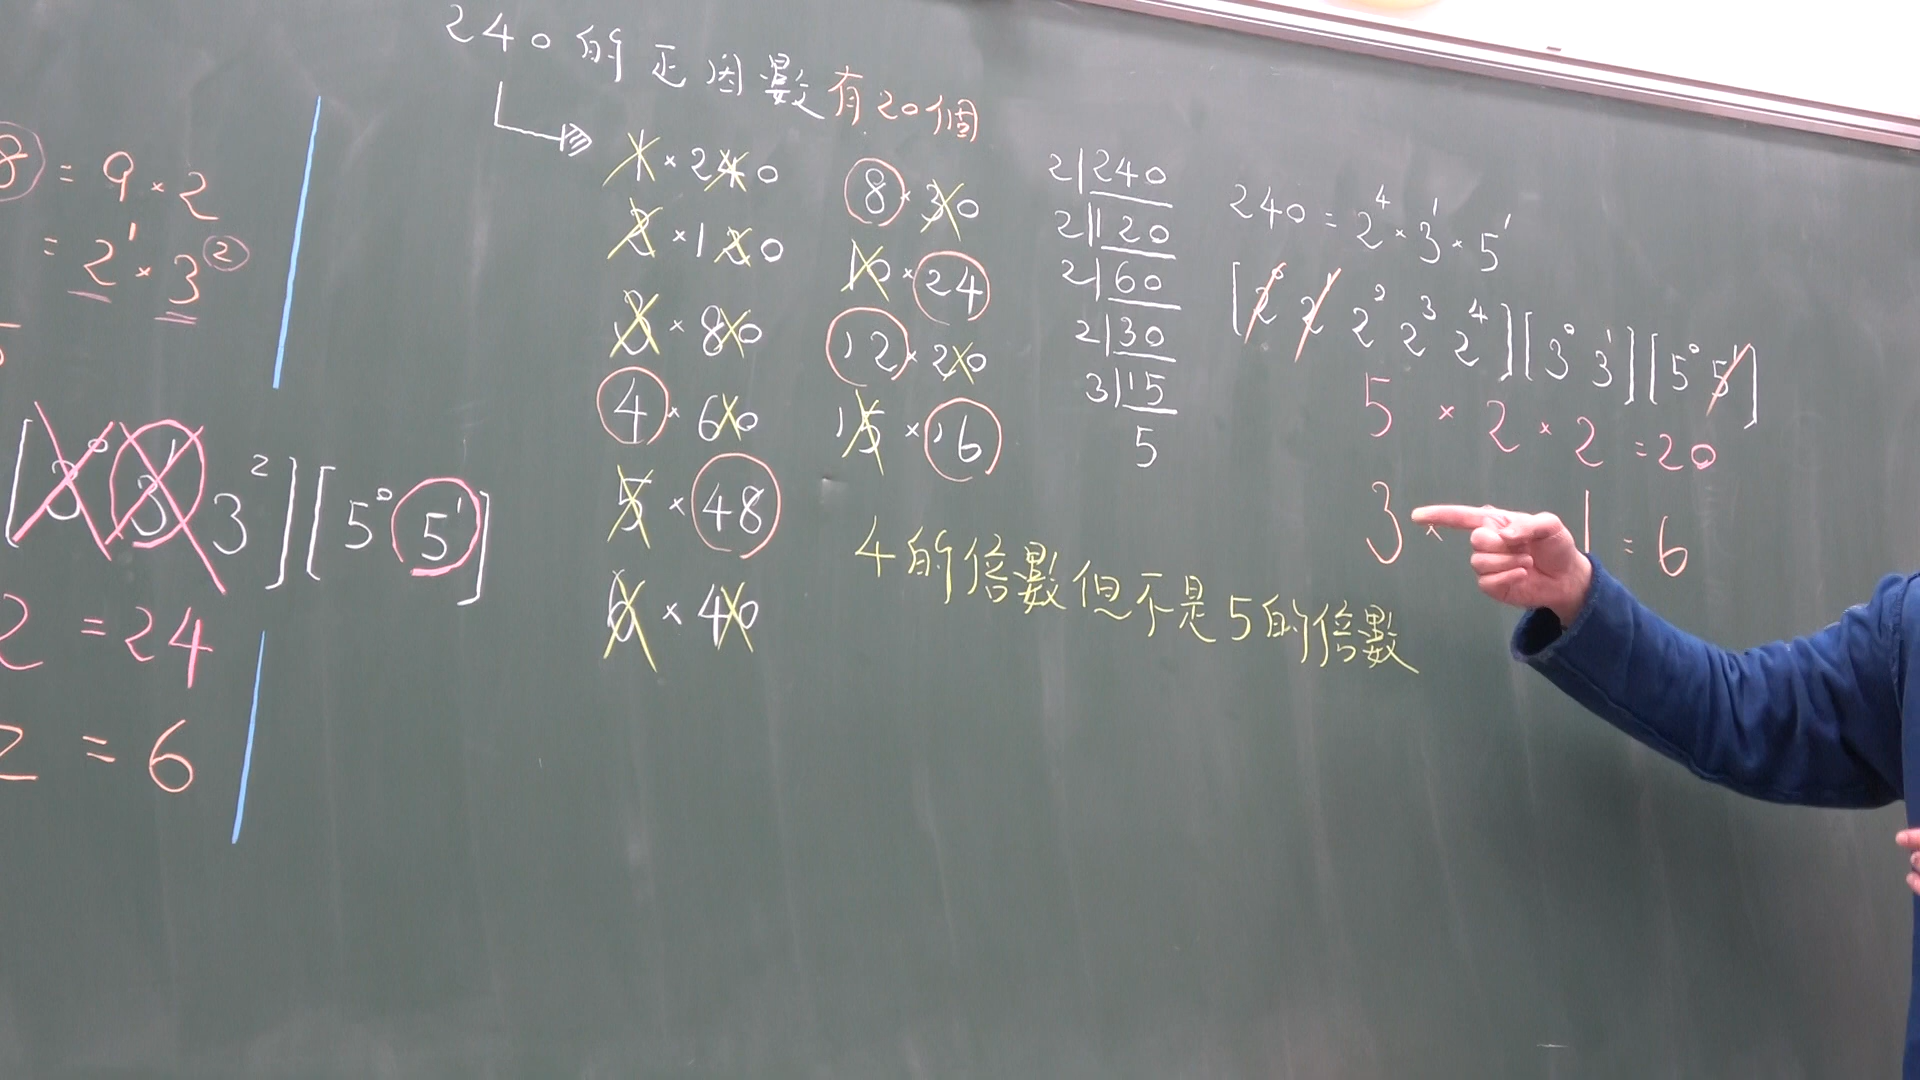 240的正因數有20個
1 × 240
2 × 120
3 × 80
4 × 60
5 × 48
6 × 40
8 × 30
10 × 24
12 × 20
15 × 16
4的倍數但不是5的倍數
2|240
2|120
2|60
2|30
3|15
5
240 = 2⁴ × 3¹ × 5¹
[2⁰ 2¹ 2² 2³ 2⁴][3⁰ 3¹][5⁰ 5¹]
5 × 2 × 2 = 20
3 × 1 = 6
8 = 9 × 2
= 2¹ × 3²
[3⁰ 3¹ 3²][5⁰ 5¹]
2 = 24
2 = 6